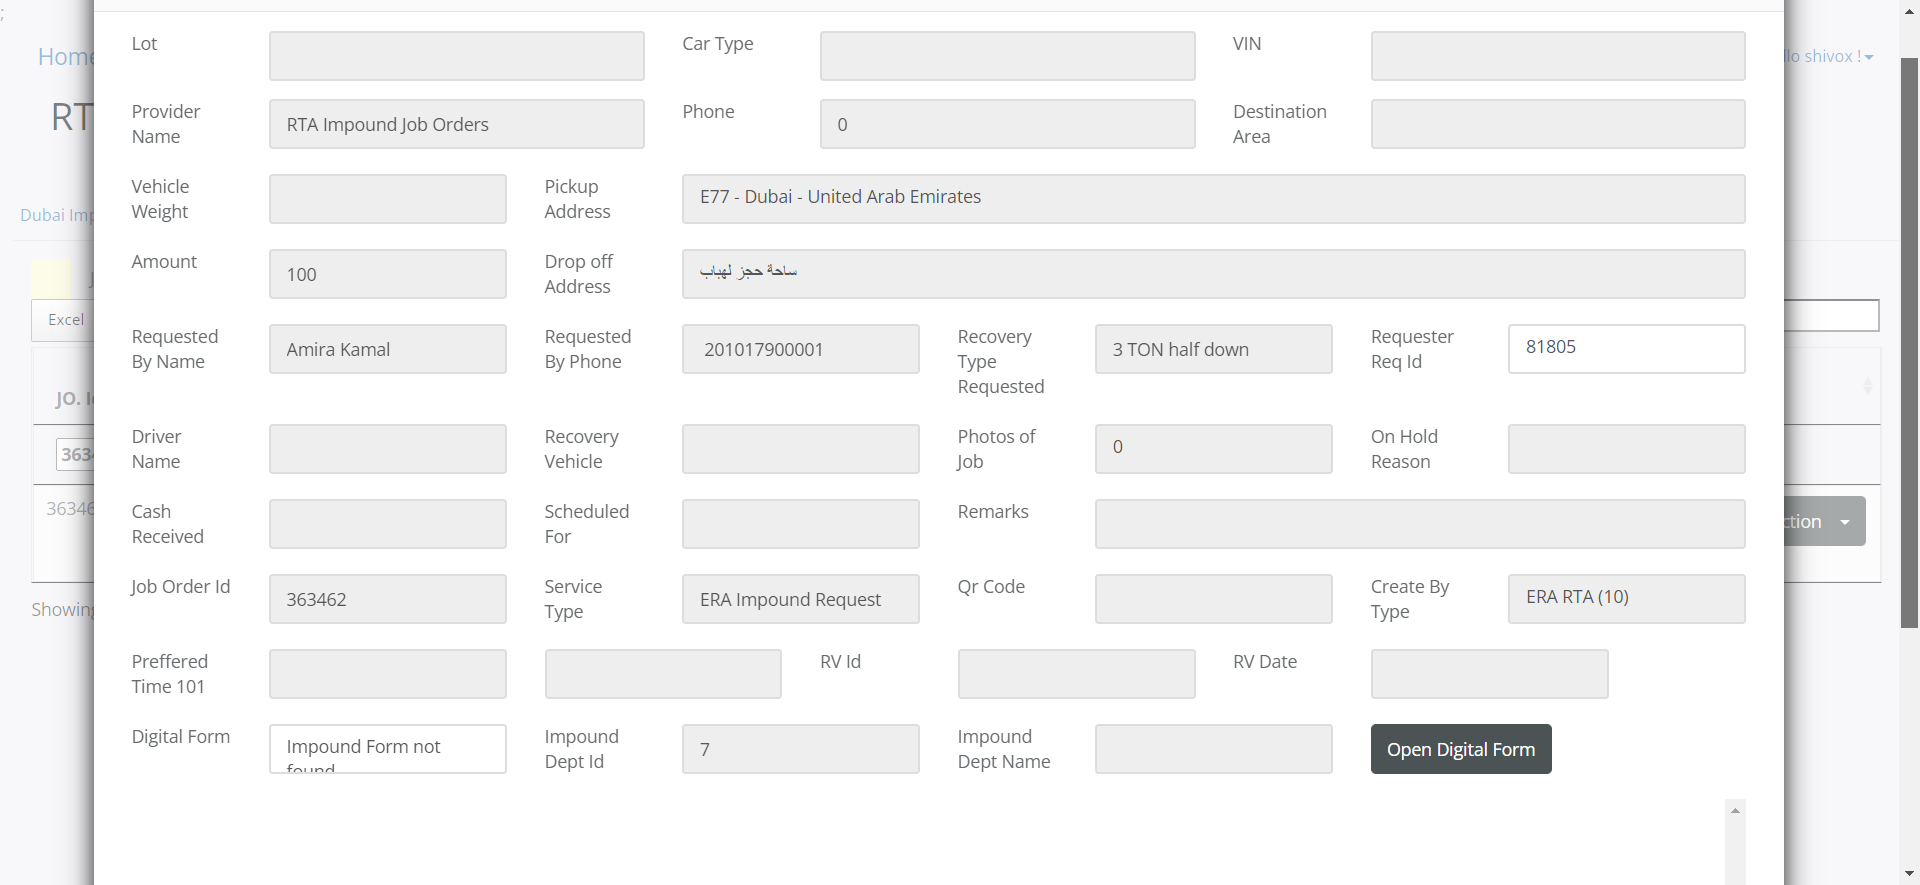 ;
Home
llo shivox !
RT
Dubai Imp
J
Excel
JO. I
363
36346
ction
Showing
Lot
Car Type
VIN
Provider Name
RTA Impound Job Orders
Phone
0
Destination Area
Vehicle Weight
Pickup Address
E77 - Dubai - United Arab Emirates
Amount
100
Drop off Address
ساحة حجز لهباب
Requested By Name
Amira Kamal
Requested By Phone
201017900001
Recovery Type Requested
3 TON half down
Requester Req Id
81805
Driver Name
Recovery Vehicle
Photos of Job
0
On Hold Reason
Cash Received
Scheduled For
Remarks
Job Order Id
363462
Service Type
ERA Impound Request
Qr Code
Create By Type
ERA RTA (10)
Preffered Time 101
RV Id
RV Date
Digital Form
Impound Form not found
Impound Dept Id
7
Impound Dept Name
Open Digital Form